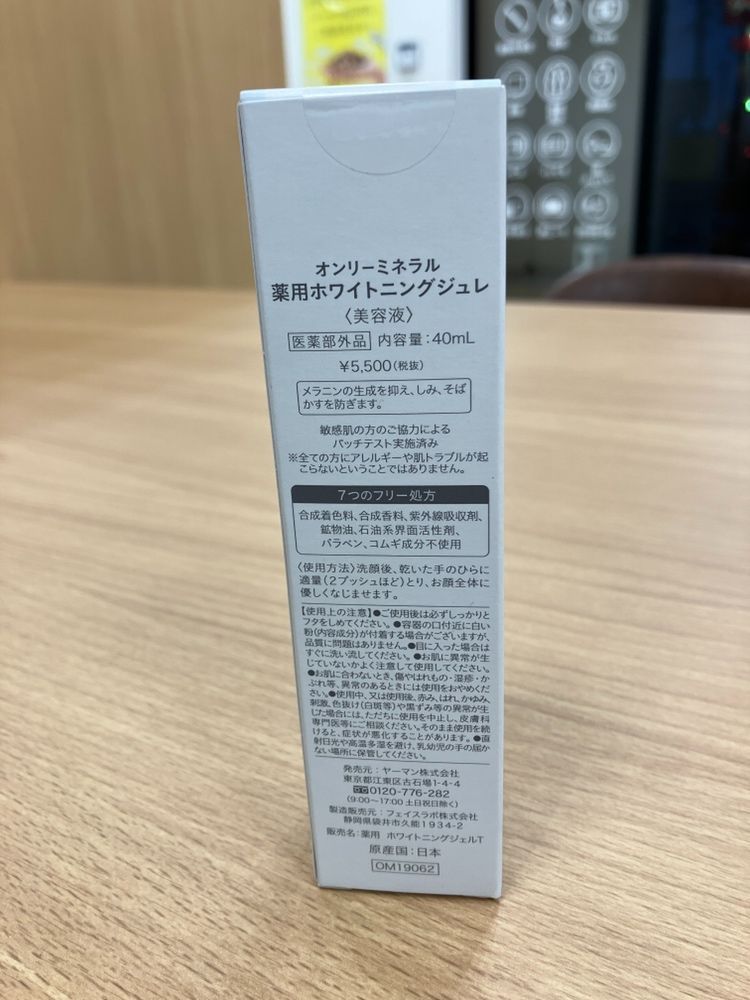 オンリーミネラル
薬用ホワイトニングジュレ
〈美容液〉
医薬部外品 内容量:40mL
¥5,500(税抜)
メラニンの生成を抑え、しみ、そば
かすを防ぎます。
敏感肌の方のご協力による
パッチテスト実施済み
※全ての方にアレルギーや肌トラブルが起
こらないということではありません。
7つのフリー処方
合成着色料、合成香料、紫外線吸収剤、
鉱物油、石油系界面活性剤、
パラベン、コムギ成分不使用
〈使用方法〉洗顔後、乾いた手のひらに
適量(2プッシュほど)とり、お顔全体に
優しくなじませます。
【使用上の注意】●ご使用後は必ずしっかりと
フタをしめてください。●容器の口付近に白い
粉(内容成分)が付着する場合がございますが、
品質に問題はありません。●目に入った場合は
すぐに洗い流してください。●お肌に異常が生
じていないかよく注意して使用してください。
●お肌に合わないとき、傷やはれもの・湿疹・か
ぶれ等、異常のあるときには使用をおやめくだ
さい。●使用中、又は使用後、赤み、はれ、かゆみ、
刺激、色抜け(白斑等)や黒ずみ等の異常が生
じた場合には、ただちに使用を中止し、皮膚科
専門医等にご相談ください。そのまま使用を続
けると、症状が悪化することがあります。●直
射日光や高温多湿を避け、乳幼児の手の届か
ない場所に保管してください。
発売元:ヤーマン株式会社
東京都江東区古石場1-4-4
0120-776-282
(9:00〜17:00 土日祝日除く)
製造販売元:フェイスラボ株式会社
静岡県袋井市久能1934-2
販売名:薬用 ホワイトニングジェルT
原産国:日本
OM19062